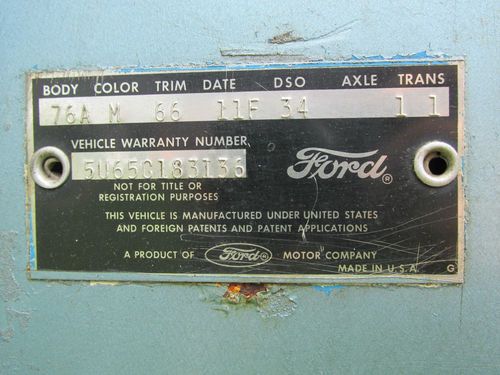 BODY COLOR TRIM DATE DSO AXLE TRANS
76A M 66 11F 34 1 1
VEHICLE WARRANTY NUMBER
5U65C183136
Ford®
NOT FOR TITLE OR
REGISTRATION PURPOSES
THIS VEHICLE IS MANUFACTURED UNDER UNITED STATES
AND FOREIGN PATENTS AND PATENT APPLICATIONS
A PRODUCT OF Ford® MOTOR COMPANY
MADE IN U.S.A. G